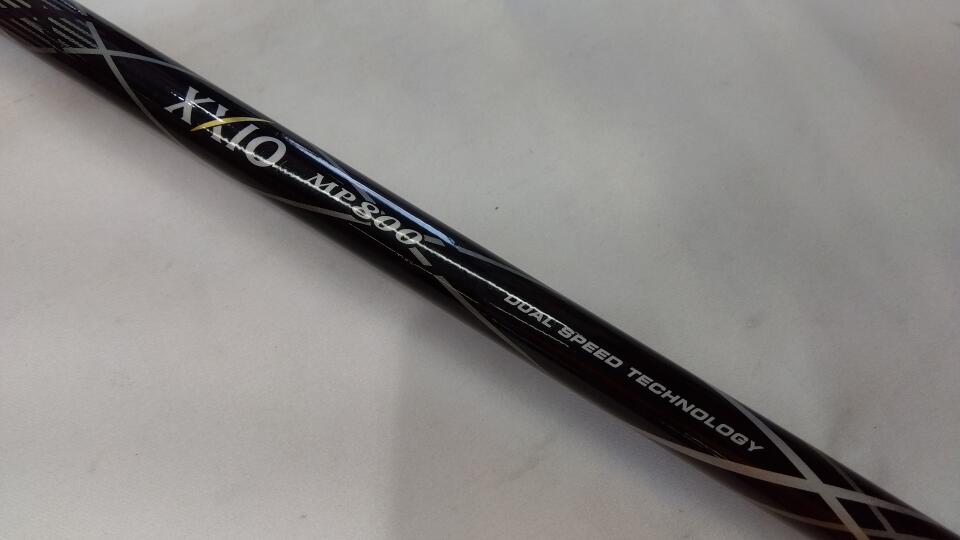 XXIO MP800
DUAL SPEED TECHNOLOGY